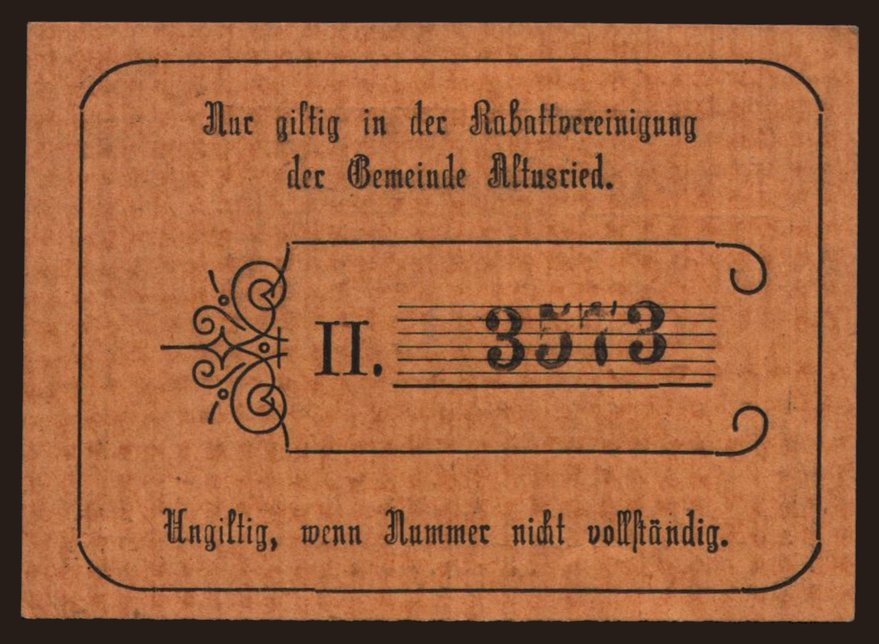 Nur giltig in der Rabattvereinigung
der Gemeinde Altusried.
II. 3573
Ungiltig, wenn Nummer nicht vollständig.